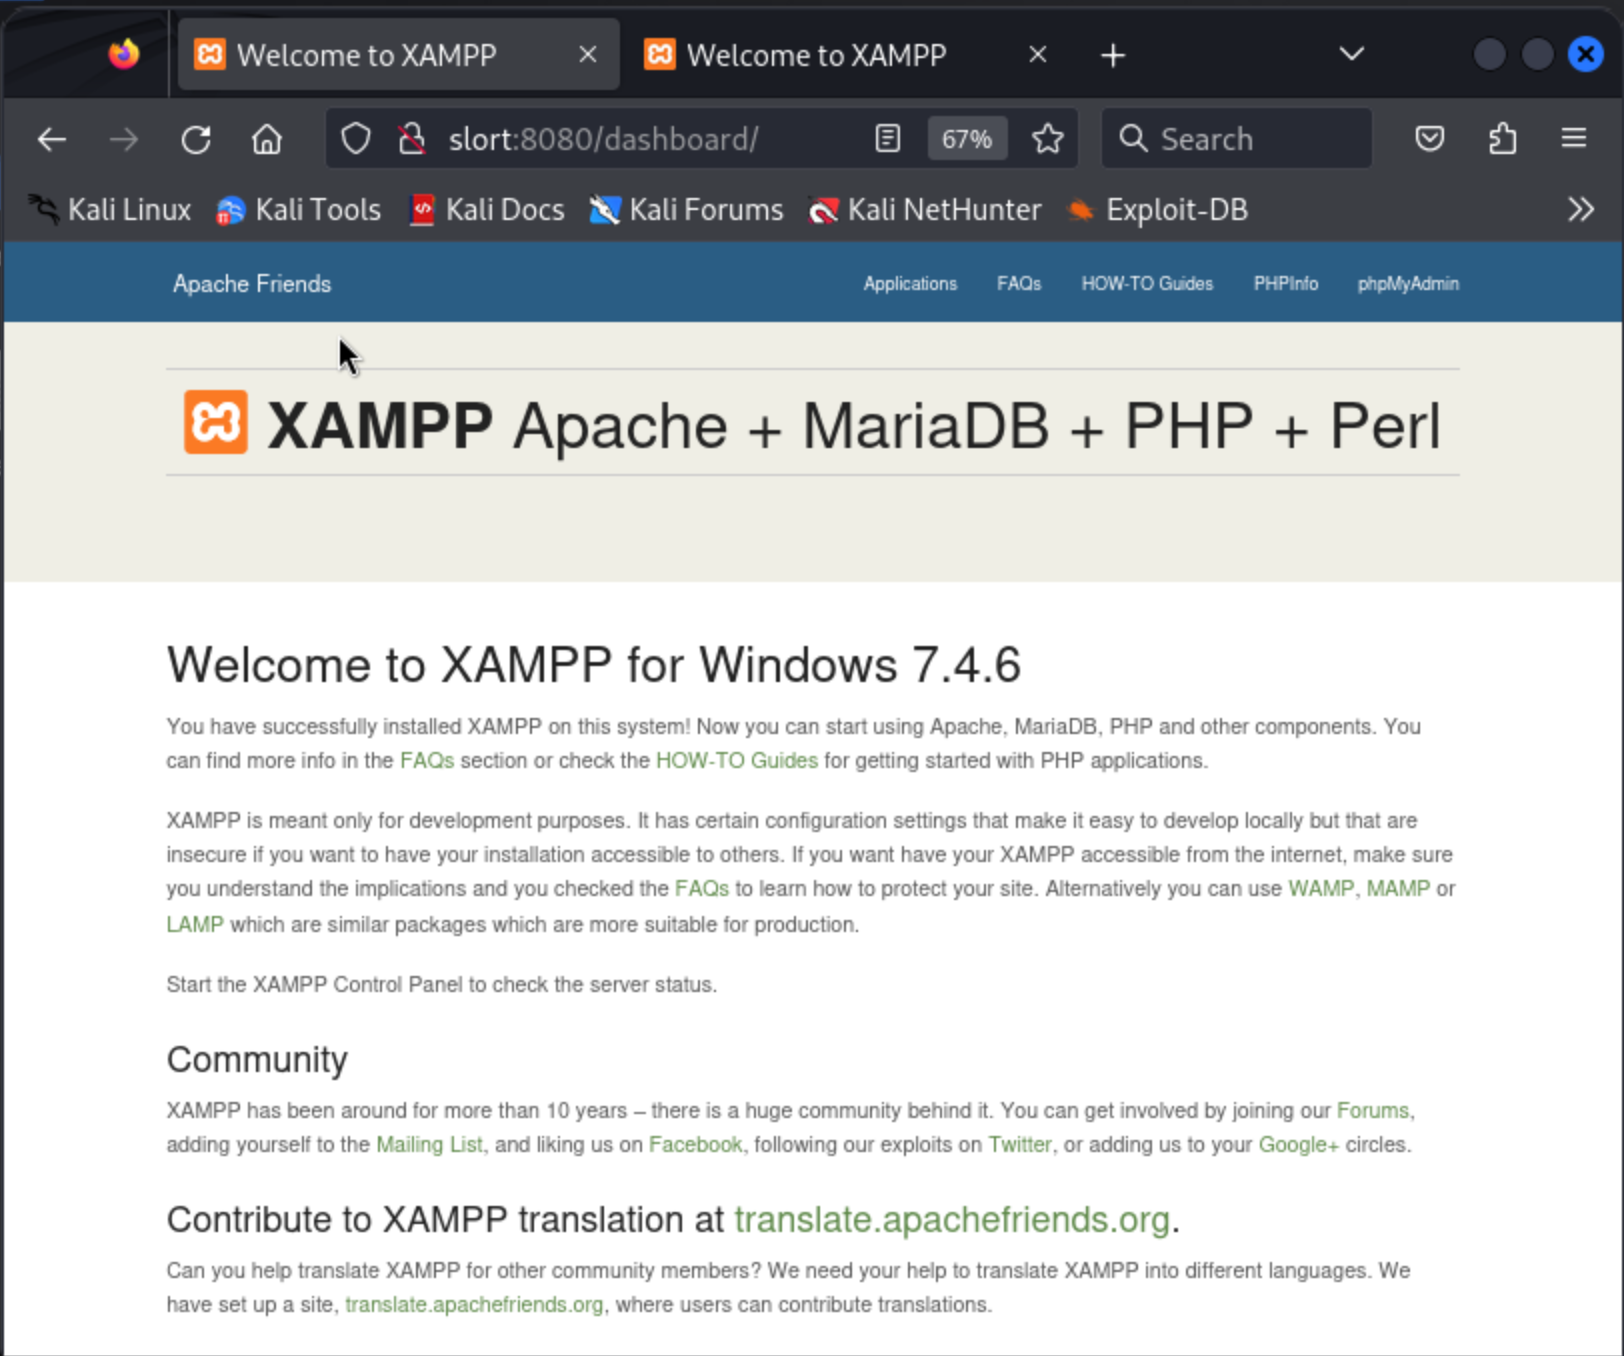 Welcome to XAMPP Welcome to XAMPP
slort:8080/dashboard/ 67% Search
Kali Linux Kali Tools Kali Docs Kali Forums Kali NetHunter Exploit-DB
Apache Friends Applications FAQs HOW-TO Guides PHPInfo phpMyAdmin
XAMPP Apache + MariaDB + PHP + Perl
Welcome to XAMPP for Windows 7.4.6
You have successfully installed XAMPP on this system! Now you can start using Apache, MariaDB, PHP and other components. You
can find more info in the FAQs section or check the HOW-TO Guides for getting started with PHP applications.
XAMPP is meant only for development purposes. It has certain configuration settings that make it easy to develop locally but that are
insecure if you want to have your installation accessible to others. If you want have your XAMPP accessible from the internet, make sure
you understand the implications and you checked the FAQs to learn how to protect your site. Alternatively you can use WAMP, MAMP or
LAMP which are similar packages which are more suitable for production.
Start the XAMPP Control Panel to check the server status.
Community
XAMPP has been around for more than 10 years – there is a huge community behind it. You can get involved by joining our Forums,
adding yourself to the Mailing List, and liking us on Facebook, following our exploits on Twitter, or adding us to your Google+ circles.
Contribute to XAMPP translation at translate.apachefriends.org.
Can you help translate XAMPP for other community members? We need your help to translate XAMPP into different languages. We
have set up a site, translate.apachefriends.org, where users can contribute translations.